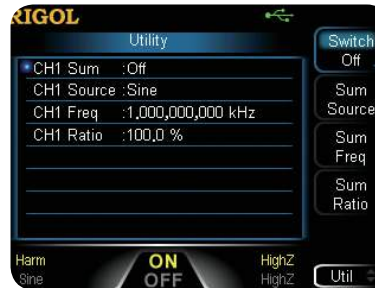 RIGOL
Utility
CH1 Sum :Off
CH1 Source :Sine
CH1 Freq :1,000,000,000 kHz
CH1 Ratio :100.0 %
Switch
Off
Sum
Source
Sum
Freq
Sum
Ratio
Harm ON HighZ
Sine OFF HighZ
Util